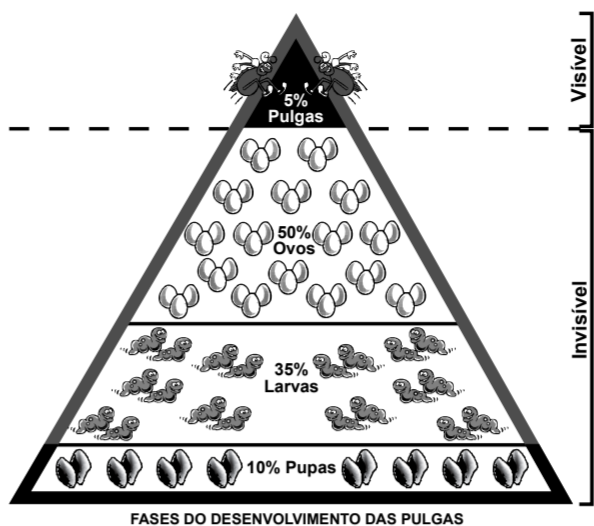 Visível
5%
Pulgas
50%
Ovos
Invisível
35%
Larvas
10% Pupas
FASES DO DESENVOLVIMENTO DAS PULGAS